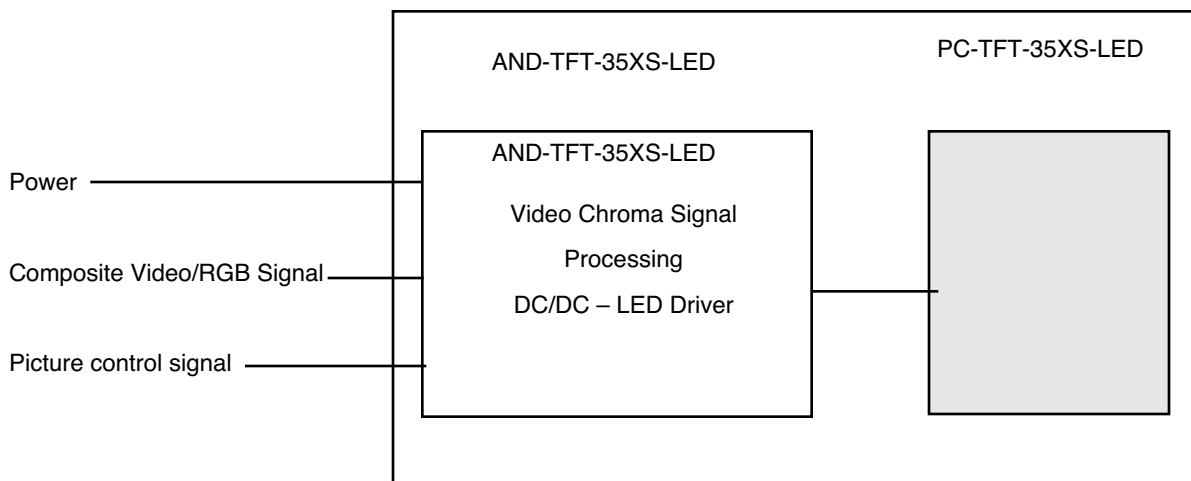 AND-TFT-35XS-LED
PC-TFT-35XS-LED
AND-TFT-35XS-LED
Video Chroma Signal
Processing
DC/DC – LED Driver
Power
Composite Video/RGB Signal
Picture control signal